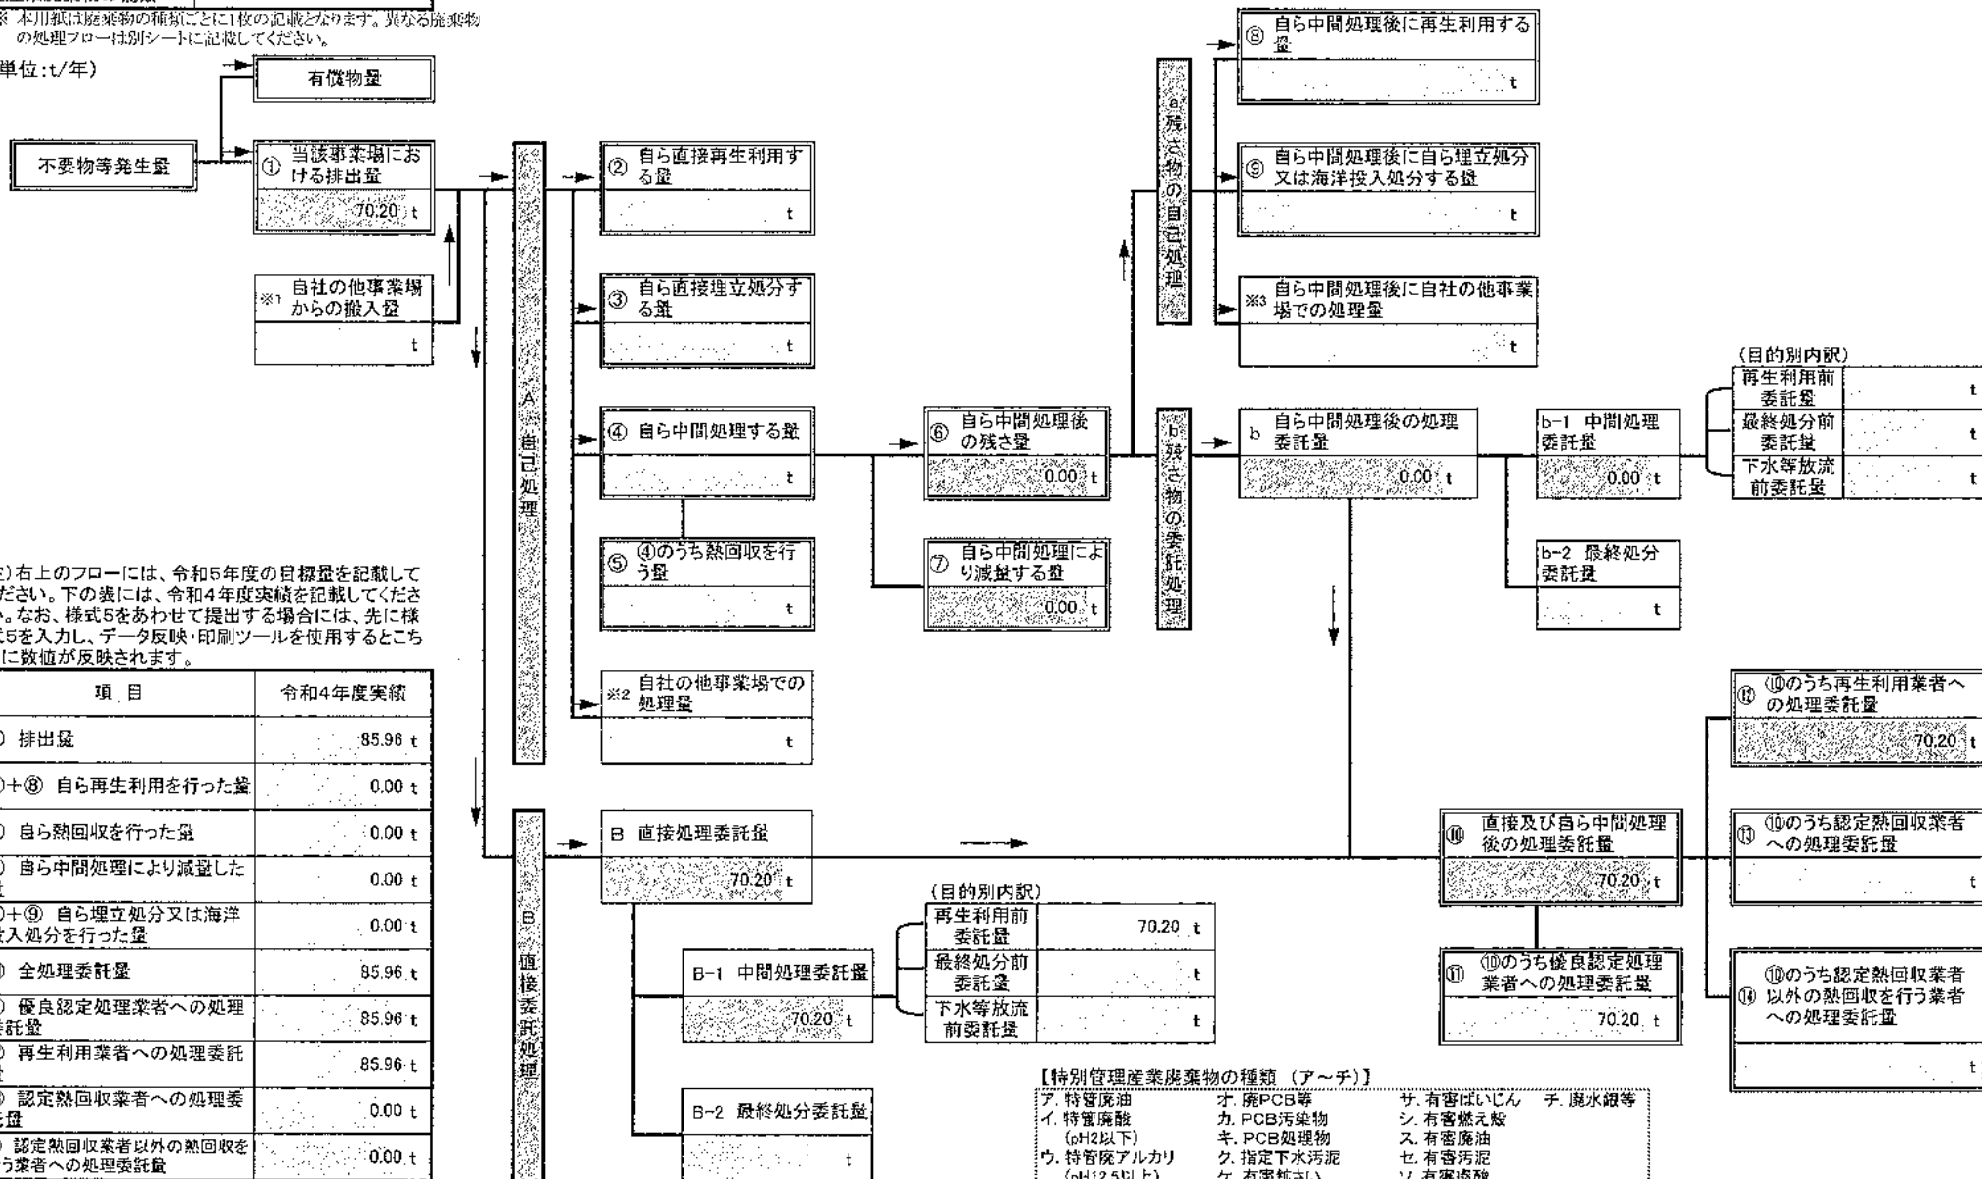 ※ 本用紙は廃棄物の種類ごとに1枚の記載となります。異なる廃棄物
の処理フローは別シートに記載してください。
単位:t/年)
有償物量
不要物等発生量
① 当該事業場にお
ける排出量
70.20 t
※1 自社の他事業場
からの搬入量
t
A 自己処理
② 自ら直接再生利用す
る量
t
③ 自ら直接埋立処分す
る量
t
④ 自ら中間処理する量
t
⑤ ④のうち熱回収を行
う量
t
※2 自社の他事業場での
処理量
t
⑥ 自ら中間処理後
の残さ量
0.00 t
⑦ 自ら中間処理によ
り減量する量
0.00 t
a 残さ物の自己処理
⑧ 自ら中間処理後に再生利用する
量
t
⑨ 自ら中間処理後に自ら埋立処分
又は海洋投入処分する量
t
※3 自ら中間処理後に自社の他事業
場での処理量
t
b 残さ物の委託処理
b 自ら中間処理後の処理
委託量
0.00 t
b-1 中間処理
委託量
0.00 t
b-2 最終処分
委託量
t
(目的別内訳)
再生利用前
委託量
t
最終処分前
委託量
t
下水等放流
前委託量
t
)右上のフローには、令和5年度の目標量を記載して
ださい。下の表には、令和4年度実績を記載してくださ
。なお、様式5をあわせて提出する場合には、先に様
5を入力し、データ反映・印刷ツールを使用するとこち
に数値が反映されます。
項 目 令和4年度実績
排出量 85.96 t
+⑧ 自ら再生利用を行った量 0.00 t
自ら熱回収を行った量 0.00 t
自ら中間処理により減量した
0.00 t
+⑨ 自ら埋立処分又は海洋
入処分を行った量 0.00 t
全処理委託量 85.96 t
優良認定処理業者への処理
託量 85.96 t
再生利用業者への処理委託
85.96 t
認定熱回収業者への処理委
量 0.00 t
認定熱回収業者以外の熱回収を
う業者への処理委託量 0.00 t
B 直接委託処理
B 直接処理委託量
70.20 t
B-1 中間処理委託量
70.20 t
B-2 最終処分委託量
t
(目的別内訳)
再生利用前
委託量
70.20 t
最終処分前
委託量
t
下水等放流
前委託量
t
⑩ 直接及び自ら中間処理
後の処理委託量
70.20 t
⑪ ⑩のうち優良認定処理
業者への処理委託量
70.20 t
⑫ ⑩のうち再生利用業者へ
の処理委託量
70.20 t
⑬ ⑩のうち認定熱回収業者
への処理委託量
t
⑭ ⑩のうち認定熱回収業者
以外の熱回収を行う業者
への処理委託量
t
【特別管理産業廃棄物の種類 (ア～チ)】
ア. 特管廃油 オ. 廃PCB等 サ. 有害ばいじん チ. 廃水銀等
イ. 特管廃酸 カ. PCB汚染物 シ. 有害燃え殻
(pH2以下) キ. PCB処理物 ス. 有害廃油
ウ. 特管廃アルカリ ク. 指定下水汚泥 セ. 有害汚泥
(pH12.5以上) ケ. 有害鉱さい ソ. 有害廃酸